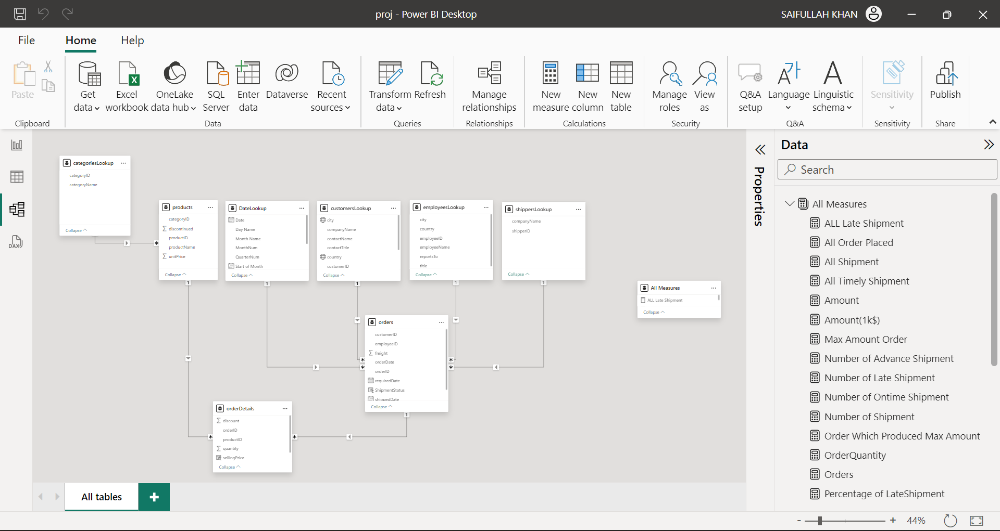 proj - Power BI Desktop
SAIFULLAH KHAN
File
Home
Help
Paste
Get data
Excel workbook
OneLake data hub
SQL Server
Enter data
Dataverse
Recent sources
Transform data
Refresh
Manage relationships
New measure
New column
New table
Manage roles
View as
Q&A setup
Language
Linguistic schema
Sensitivity
Publish
Clipboard
Data
Queries
Relationships
Calculations
Security
Q&A
Sensitivity
Share
DAX
categoriesLookup
categoryID
categoryName
Collapse
products
categoryID
discontinued
productID
productName
unitPrice
Collapse
DateLookup
Date
Day Name
Month Name
MonthNum
QuarterNum
Start of Month
Collapse
customersLookup
city
companyName
contactName
contactTitle
country
customerID
Collapse
employeesLookup
city
country
employeeID
employeeName
reportsTo
title
Collapse
shippersLookup
companyName
shipperID
Collapse
1
1
1
1
1
*
All Measures
ALL Late Shipment
Collapse
orders
customerID
employeeID
freight
orderDate
orderID
requiredDate
ShipmentStatus
shippedDate
Collapse
*
*
*
*
1
orderDetails
discount
orderID
productID
quantity
sellingPrice
Collapse
*
*
Properties
Data
Search
All Measures
ALL Late Shipment
All Order Placed
All Shipment
All Timely Shipment
Amount
Amount(1k$)
Max Amount Order
Number of Advance Shipment
Number of Late Shipment
Number of Ontime Shipment
Number of Shipment
Order Which Produced Max Amount
OrderQuantity
Orders
Percentage of LateShipment
All tables
+
- + 44%